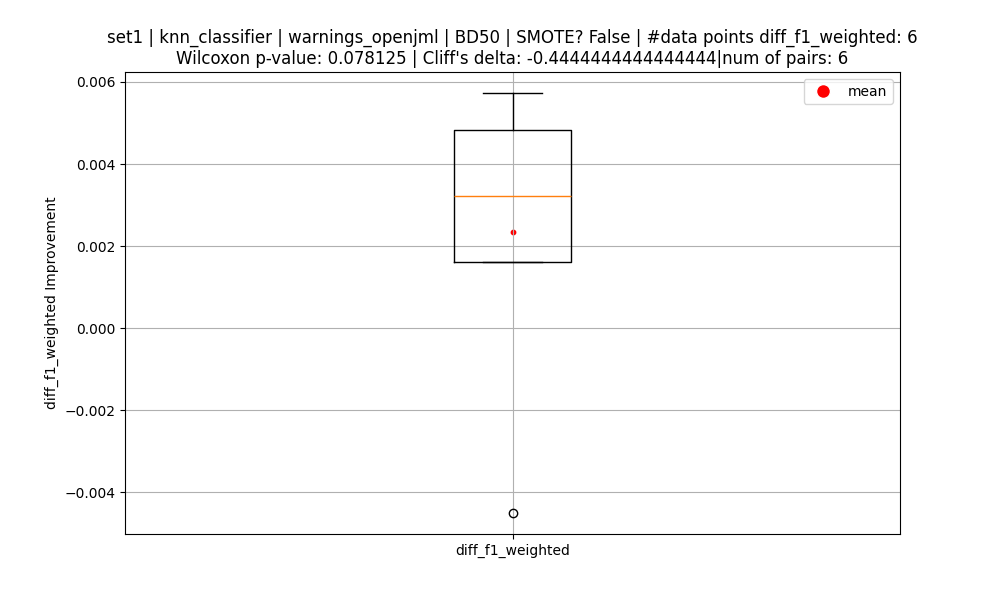 set1 | knn_classifier | warnings_openjml | BD50 | SMOTE? False | #data points diff_f1_weighted: 6
Wilcoxon p-value: 0.078125 | Cliff's delta: -0.4444444444444444|num of pairs: 6
mean
0.006
0.004
0.002
0.000
−0.002
−0.004
diff_f1_weighted Improvement
diff_f1_weighted